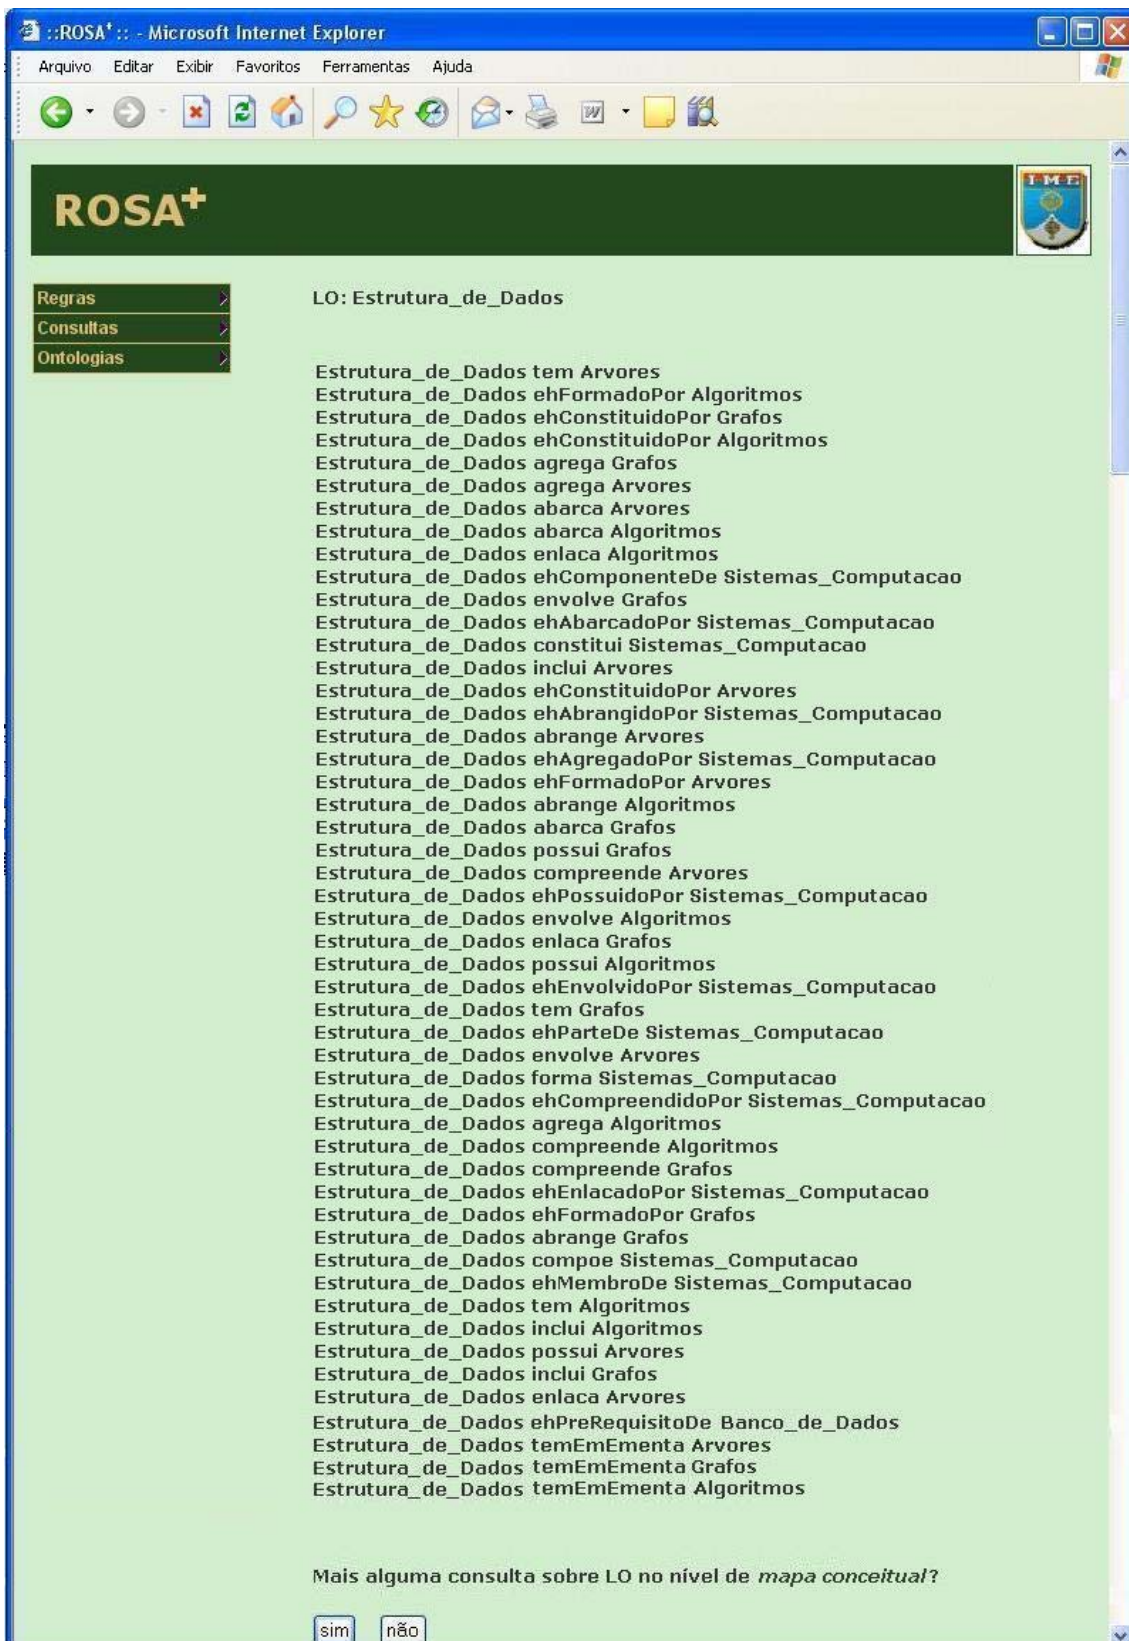 ::ROSA+:: - Microsoft Internet Explorer
Arquivo Editar Exibir Favoritos Ferramentas Ajuda
W
ROSA+
IME
Regras
Consultas
Ontologias
LO: Estrutura_de_Dados
Estrutura_de_Dados tem Arvores
Estrutura_de_Dados ehFormadoPor Algoritmos
Estrutura_de_Dados ehConstituidoPor Grafos
Estrutura_de_Dados ehConstituidoPor Algoritmos
Estrutura_de_Dados agrega Grafos
Estrutura_de_Dados agrega Arvores
Estrutura_de_Dados abarca Arvores
Estrutura_de_Dados abarca Algoritmos
Estrutura_de_Dados enlaca Algoritmos
Estrutura_de_Dados ehComponenteDe Sistemas_Computacao
Estrutura_de_Dados envolve Grafos
Estrutura_de_Dados ehAbarcadoPor Sistemas_Computacao
Estrutura_de_Dados constitui Sistemas_Computacao
Estrutura_de_Dados inclui Arvores
Estrutura_de_Dados ehConstituidoPor Arvores
Estrutura_de_Dados ehAbrangidoPor Sistemas_Computacao
Estrutura_de_Dados abrange Arvores
Estrutura_de_Dados ehAgregadoPor Sistemas_Computacao
Estrutura_de_Dados ehFormadoPor Arvores
Estrutura_de_Dados abrange Algoritmos
Estrutura_de_Dados abarca Grafos
Estrutura_de_Dados possui Grafos
Estrutura_de_Dados compreende Arvores
Estrutura_de_Dados ehPossuidoPor Sistemas_Computacao
Estrutura_de_Dados envolve Algoritmos
Estrutura_de_Dados enlaca Grafos
Estrutura_de_Dados possui Algoritmos
Estrutura_de_Dados ehEnvolvidoPor Sistemas_Computacao
Estrutura_de_Dados tem Grafos
Estrutura_de_Dados ehParteDe Sistemas_Computacao
Estrutura_de_Dados envolve Arvores
Estrutura_de_Dados forma Sistemas_Computacao
Estrutura_de_Dados ehCompreendidoPor Sistemas_Computacao
Estrutura_de_Dados agrega Algoritmos
Estrutura_de_Dados compreende Algoritmos
Estrutura_de_Dados compreende Grafos
Estrutura_de_Dados ehEnlacadoPor Sistemas_Computacao
Estrutura_de_Dados ehFormadoPor Grafos
Estrutura_de_Dados abrange Grafos
Estrutura_de_Dados compoe Sistemas_Computacao
Estrutura_de_Dados ehMembroDe Sistemas_Computacao
Estrutura_de_Dados tem Algoritmos
Estrutura_de_Dados inclui Algoritmos
Estrutura_de_Dados possui Arvores
Estrutura_de_Dados inclui Grafos
Estrutura_de_Dados enlaca Arvores
Estrutura_de_Dados ehPreRequisitoDe Banco_de_Dados
Estrutura_de_Dados temEmEmenta Arvores
Estrutura_de_Dados temEmEmenta Grafos
Estrutura_de_Dados temEmEmenta Algoritmos
Mais alguma consulta sobre LO no nível de mapa conceitual?
sim não